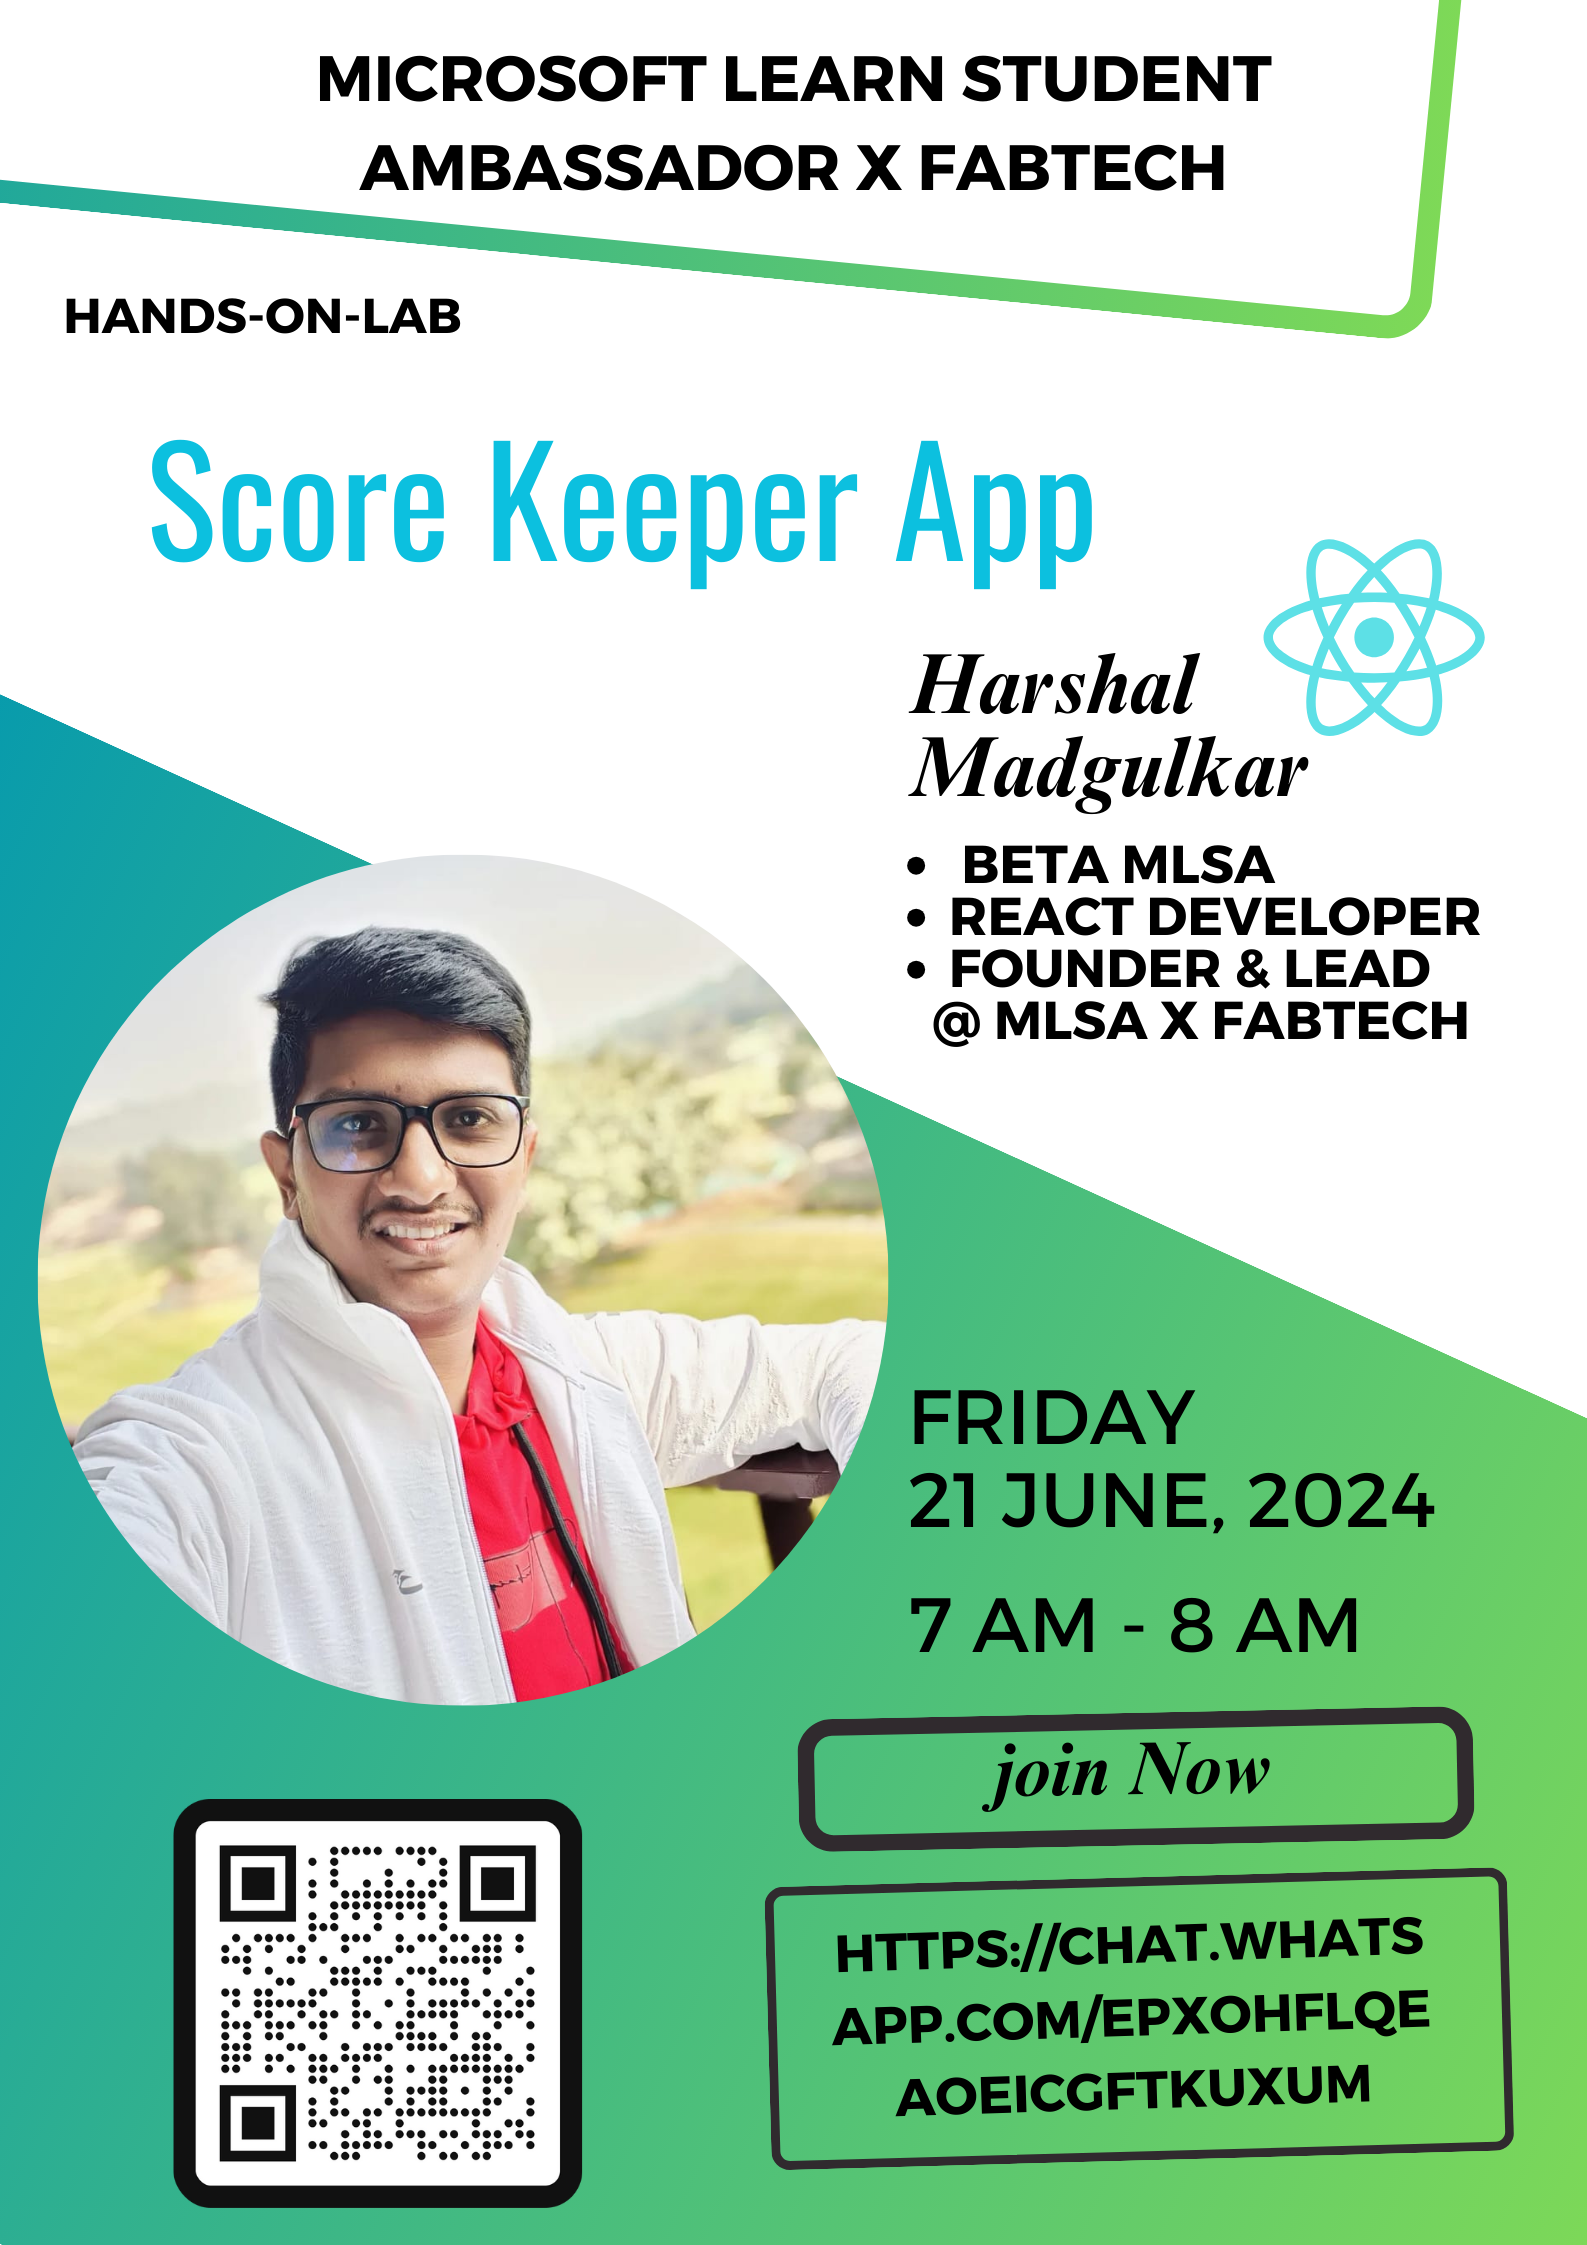 MICROSOFT LEARN STUDENT
AMBASSADOR X FABTECH
HANDS-ON-LAB
Score Keeper App
Harshal
Madgulkar
• BETA MLSA
• REACT DEVELOPER
• FOUNDER & LEAD
@ MLSA X FABTECH
FRIDAY
21 JUNE, 2024
7 AM - 8 AM
join Now
HTTPS://CHAT.WHATS
APP.COM/EPXOHFLQE
AOEICGFTKUXUM